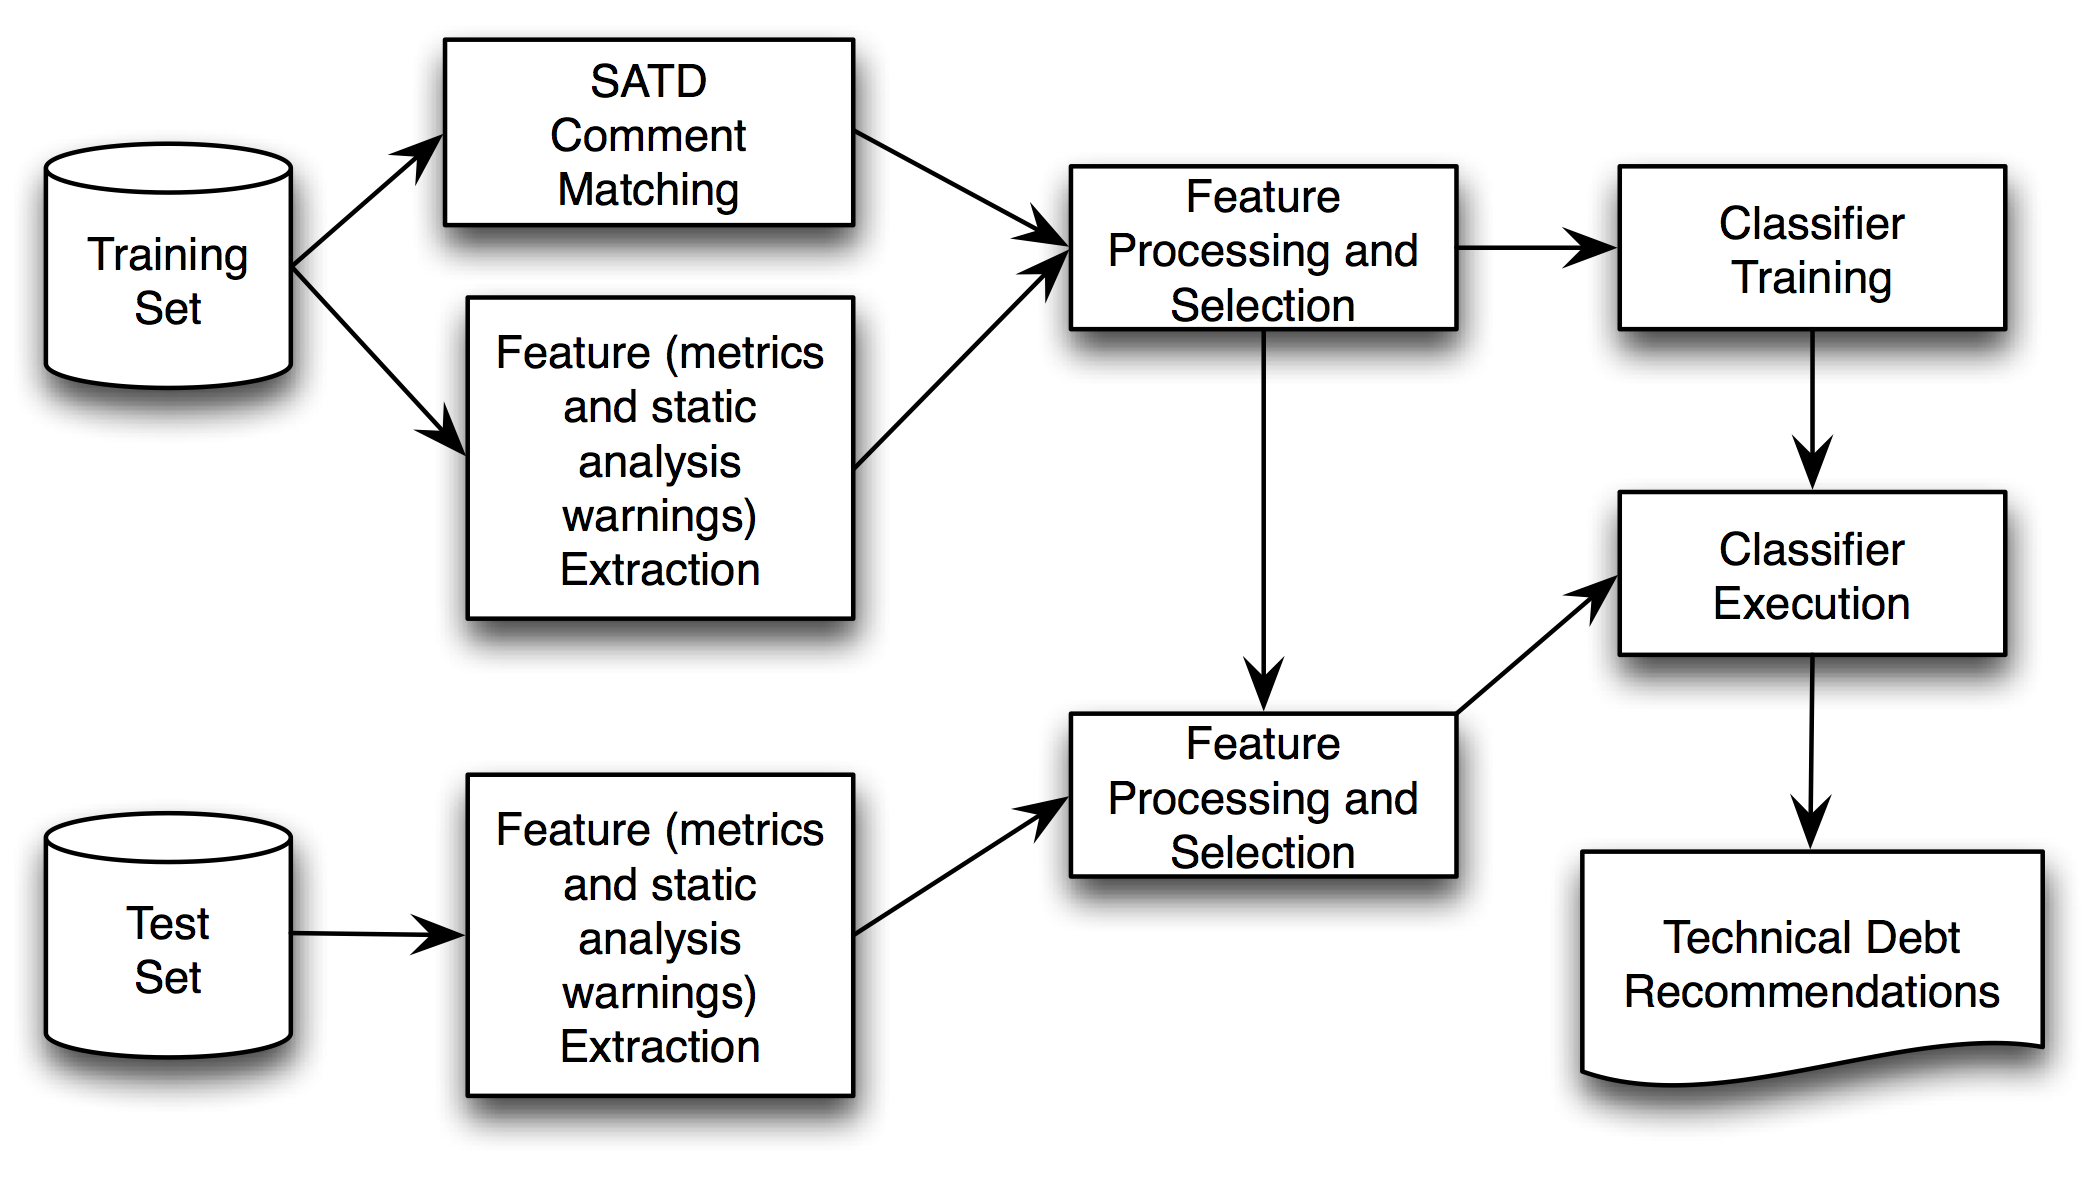 Training
Set
SATD
Comment
Matching
Feature (metrics
and static
analysis
warnings)
Extraction
Feature
Processing and
Selection
Classifier
Training
Classifier
Execution
Test
Set
Feature (metrics
and static
analysis
warnings)
Extraction
Feature
Processing and
Selection
Technical Debt
Recommendations